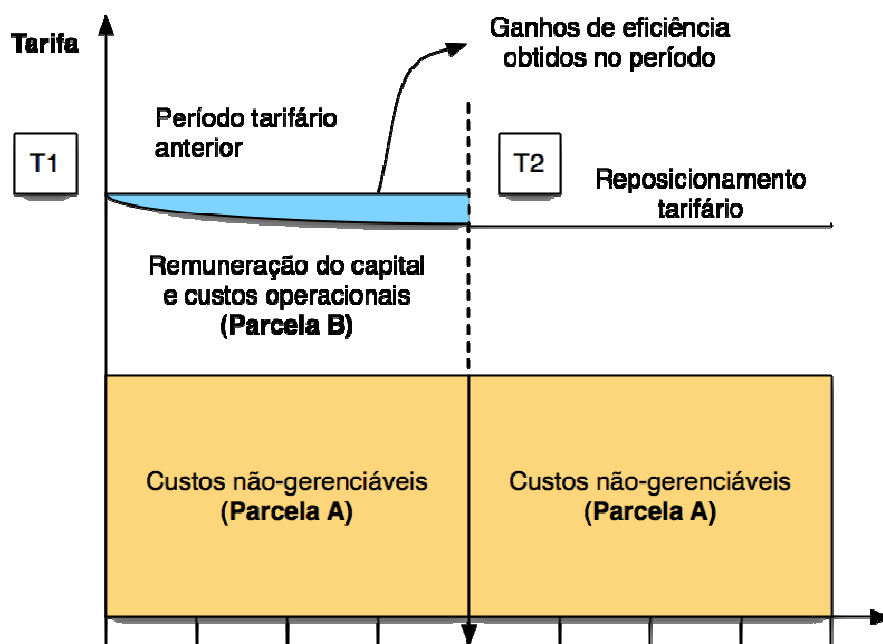 Tarifa
Ganhos de eficiência
obtidos no período
Período tarifário
anterior
T1
T2
Reposicionamento
tarifário
Remuneração do capital
e custos operacionais
(Parcela B)
Custos não-gerenciáveis
(Parcela A)
Custos não-gerenciáveis
(Parcela A)